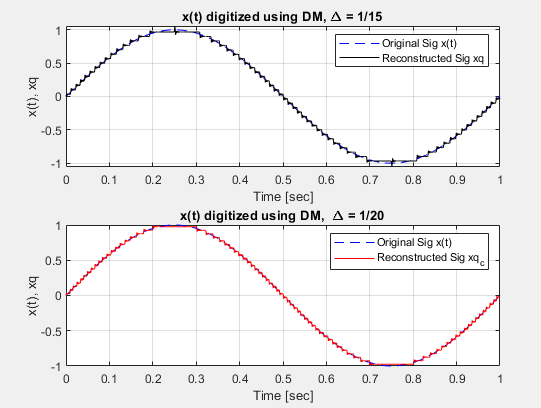 x(t) digitized using DM, Δ = 1/15
1
0.5
0
-0.5
-1
x(t), xq
Original Sig x(t)
Reconstructed Sig xq
0 0.1 0.2 0.3 0.4 0.5 0.6 0.7 0.8 0.9 1
Time [sec]
x(t) digitized using DM, Δ = 1/20
1
0.5
0
-0.5
-1
x(t), xq
Original Sig x(t)
Reconstructed Sig xq_c
0 0.1 0.2 0.3 0.4 0.5 0.6 0.7 0.8 0.9 1
Time [sec]